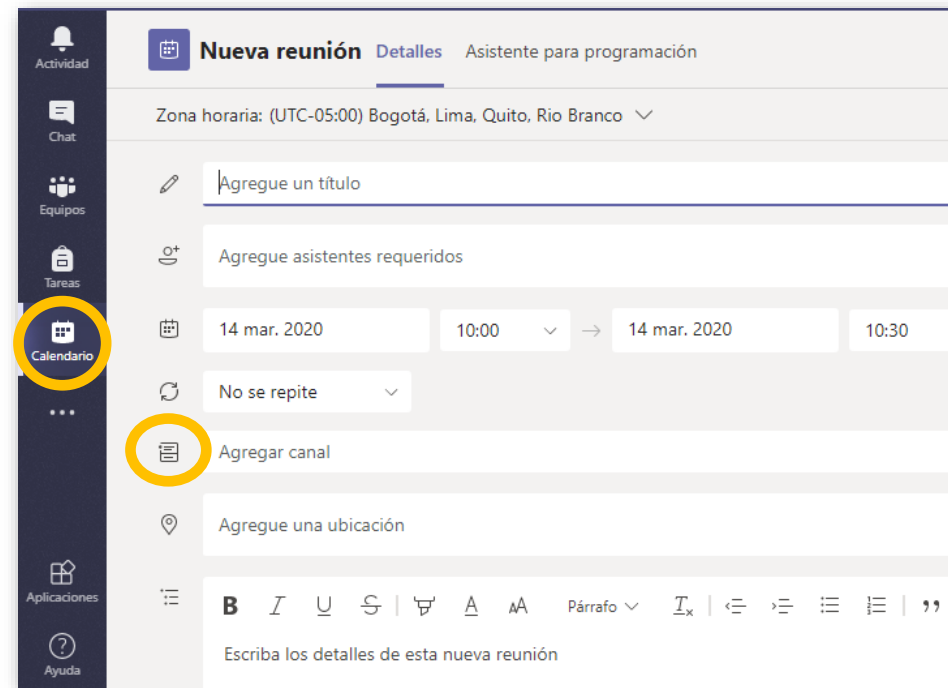 Actividad
Chat
Equipos
Tareas
Calendario
Aplicaciones
Ayuda
Nueva reunión Detalles Asistente para programación
Zona horaria: (UTC-05:00) Bogotá, Lima, Quito, Rio Branco
Agregue un título
Agregue asistentes requeridos
14 mar. 2020 10:00 → 14 mar. 2020 10:30
No se repite
Agregar canal
Agregue una ubicación
B I U S A AA Párrafo Tx
Escriba los detalles de esta nueva reunión